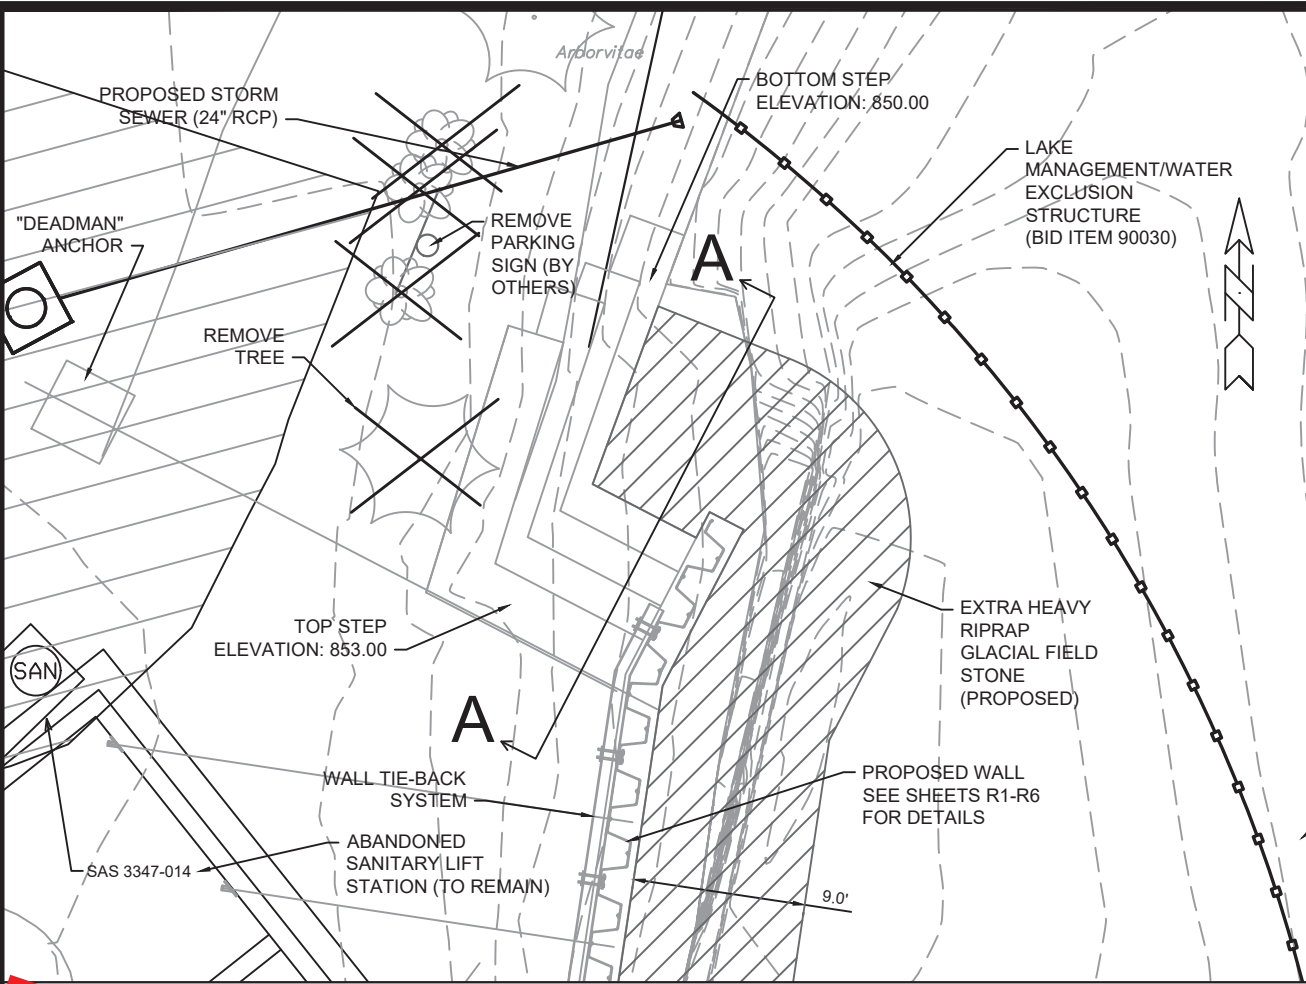 Arborvitae
PROPOSED STORM
SEWER (24" RCP)
BOTTOM STEP
ELEVATION: 850.00
LAKE
MANAGEMENT/WATER
EXCLUSION
STRUCTURE
(BID ITEM 90030)
"DEADMAN"
ANCHOR
REMOVE
PARKING
SIGN (BY
OTHERS)
A
N
REMOVE
TREE
TOP STEP
ELEVATION: 853.00
EXTRA HEAVY
RIPRAP
GLACIAL FIELD
STONE
(PROPOSED)
SAN
A
WALL TIE-BACK
SYSTEM
PROPOSED WALL
SEE SHEETS R1-R6
FOR DETAILS
ABANDONED
SANITARY LIFT
STATION (TO REMAIN)
SAS 3347-014
9.0'